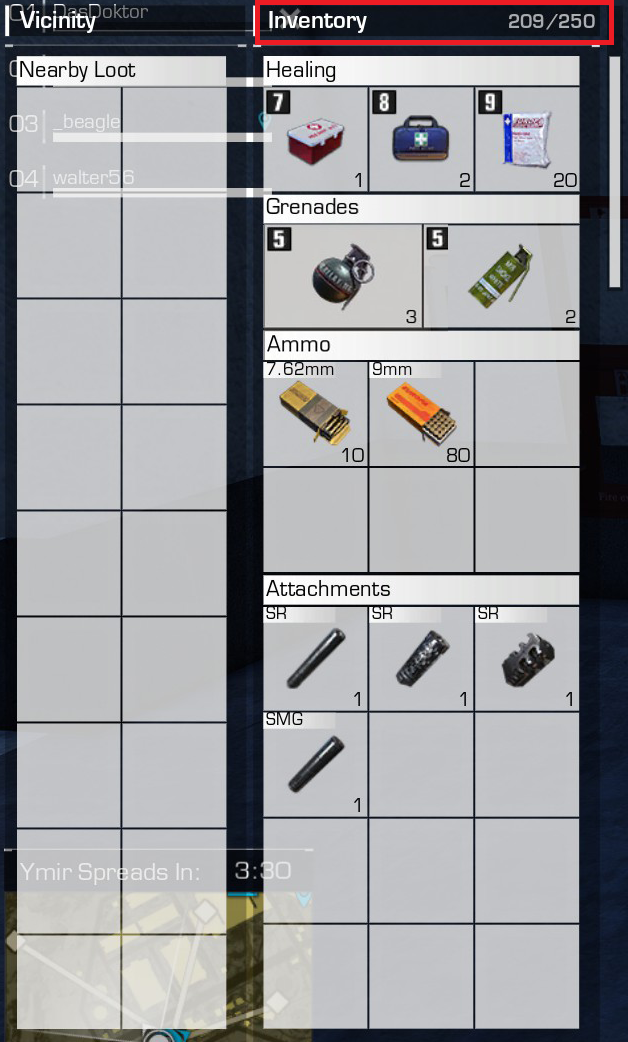 01 DasDoktor
Vicinity
Inventory 209/250
Nearby Loot
Healing
7
1
8
2
9
20
03 _beagle
04 walter56
Grenades
5
3
5
2
Ammo
7.62mm
10
9mm
80
Attachments
SR
1
SR
1
SR
1
SMG
1
Ymir Spreads In: 3:30